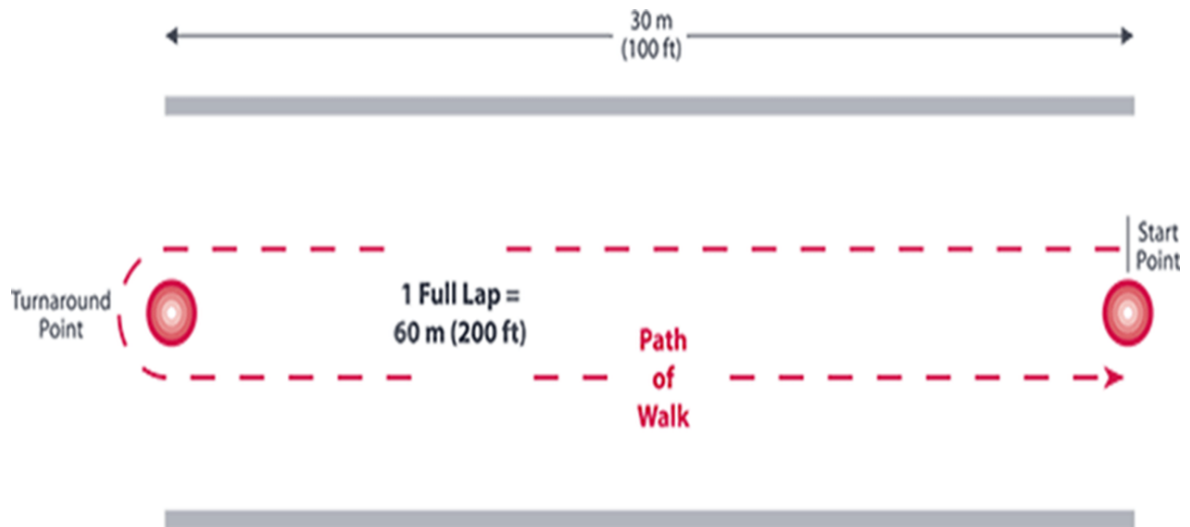 30 m
(100 ft)
Start
Point
Turnaround
Point
1 Full Lap =
60 m (200 ft)
Path
of
Walk